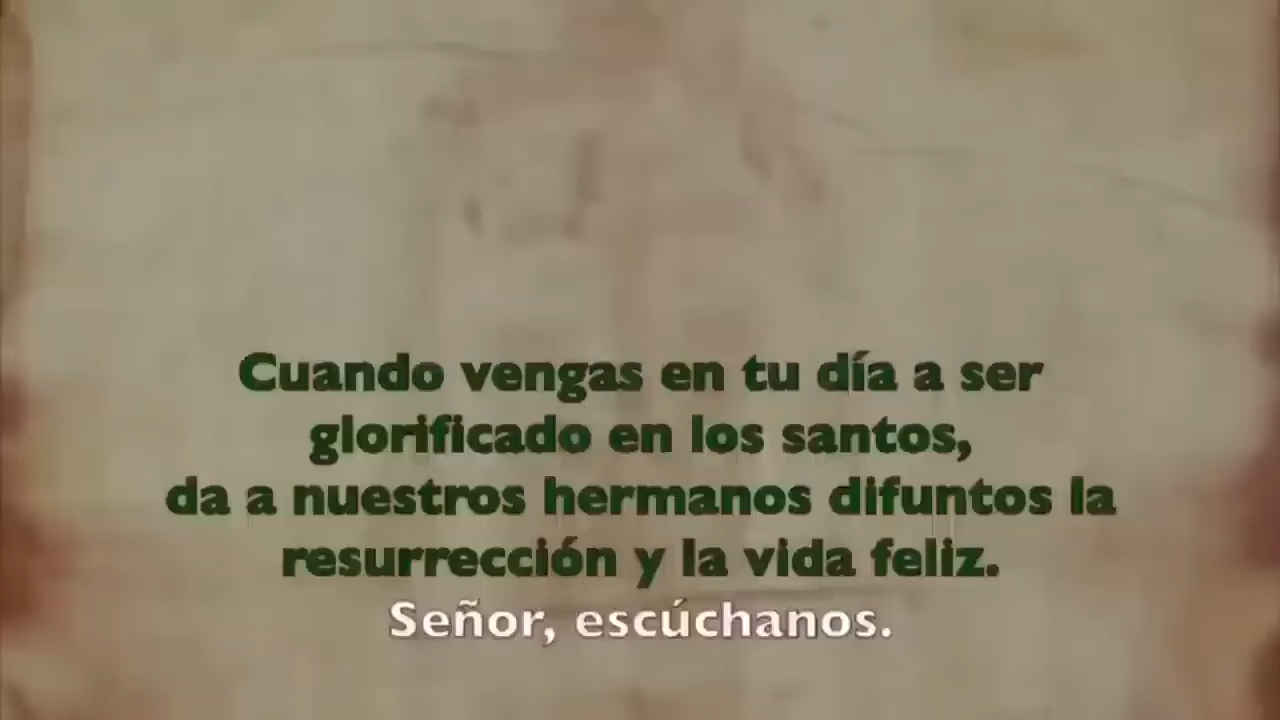 Cuando vengas en tu día a ser
glorificado en los santos,
da a nuestros hermanos difuntos la
resurrección y la vida feliz.
Señor, escúchanos.